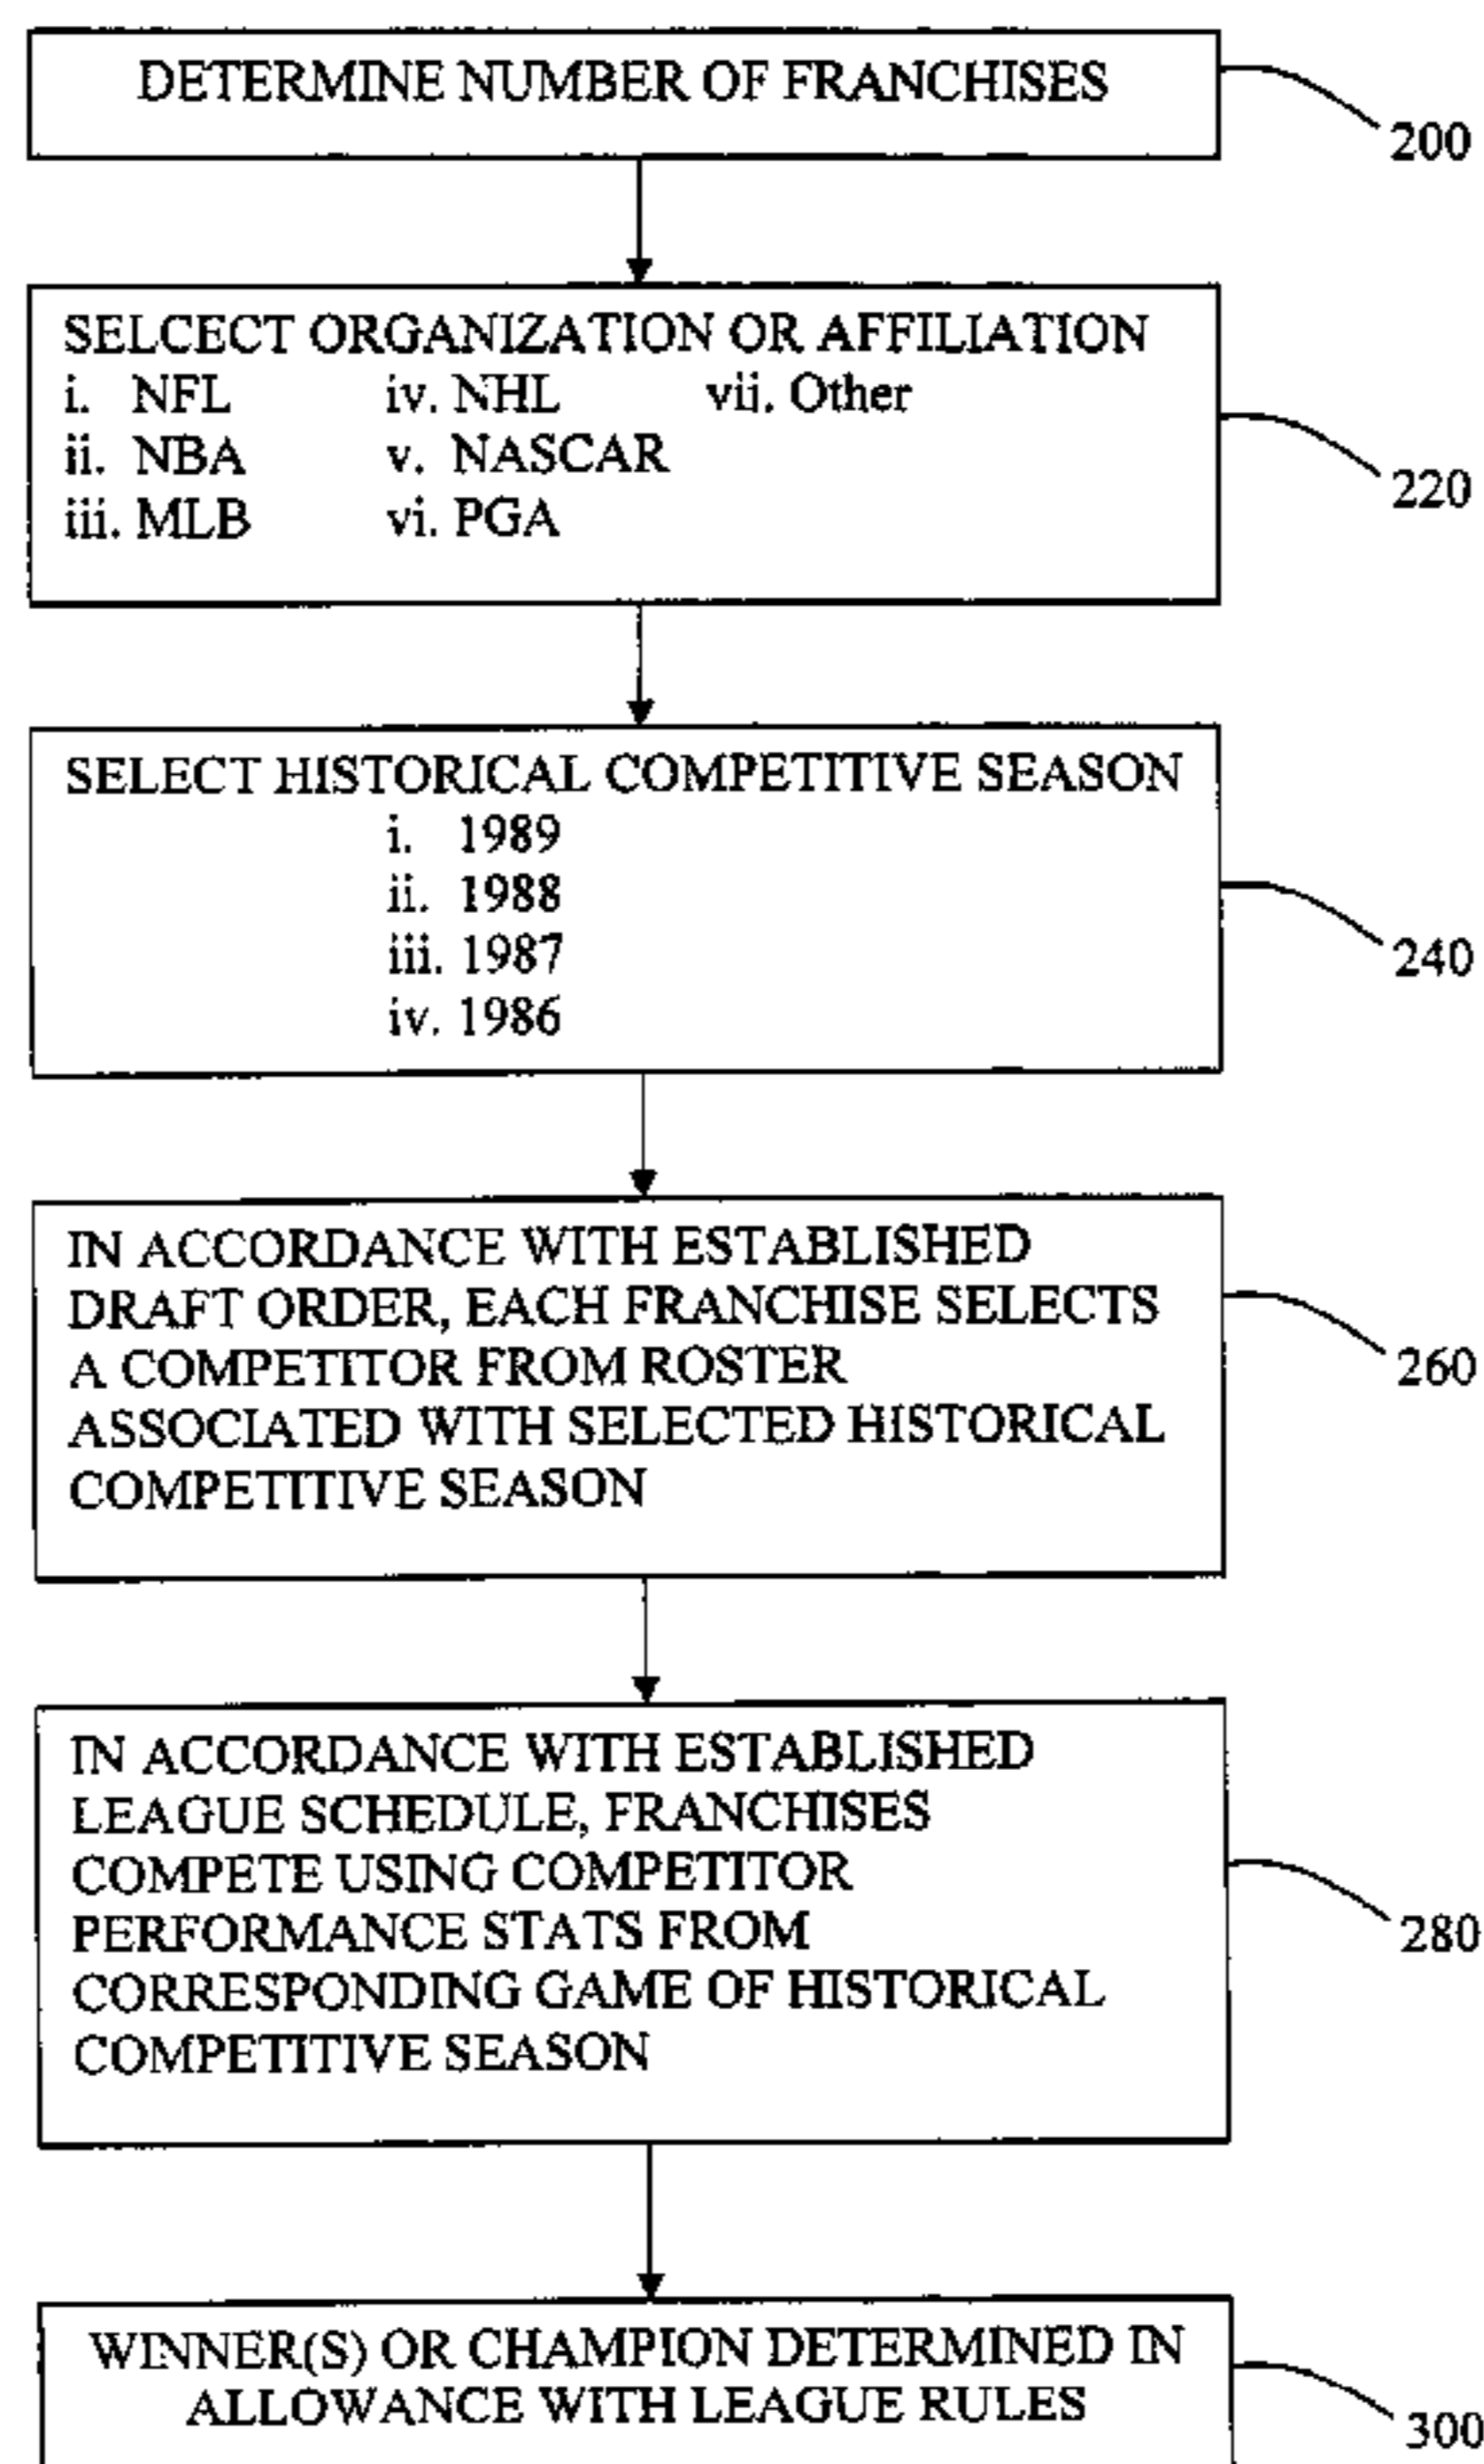 DETERMINE NUMBER OF FRANCHISES
200
SELCECT ORGANIZATION OR AFFILIATION
i. NFL iv. NHL vii. Other
ii. NBA v. NASCAR
iii. MLB vi. PGA
220
SELECT HISTORICAL COMPETITIVE SEASON
i. 1989
ii. 1988
iii. 1987
iv. 1986
240
IN ACCORDANCE WITH ESTABLISHED
DRAFT ORDER, EACH FRANCHISE SELECTS
A COMPETITOR FROM ROSTER
ASSOCIATED WITH SELECTED HISTORICAL
COMPETITIVE SEASON
260
IN ACCORDANCE WITH ESTABLISHED
LEAGUE SCHEDULE, FRANCHISES
COMPETE USING COMPETITOR
PERFORMANCE STATS FROM
CORRESPONDING GAME OF HISTORICAL
COMPETITIVE SEASON
280
WINNER(S) OR CHAMPION DETERMINED IN
ALLOWANCE WITH LEAGUE RULES
300